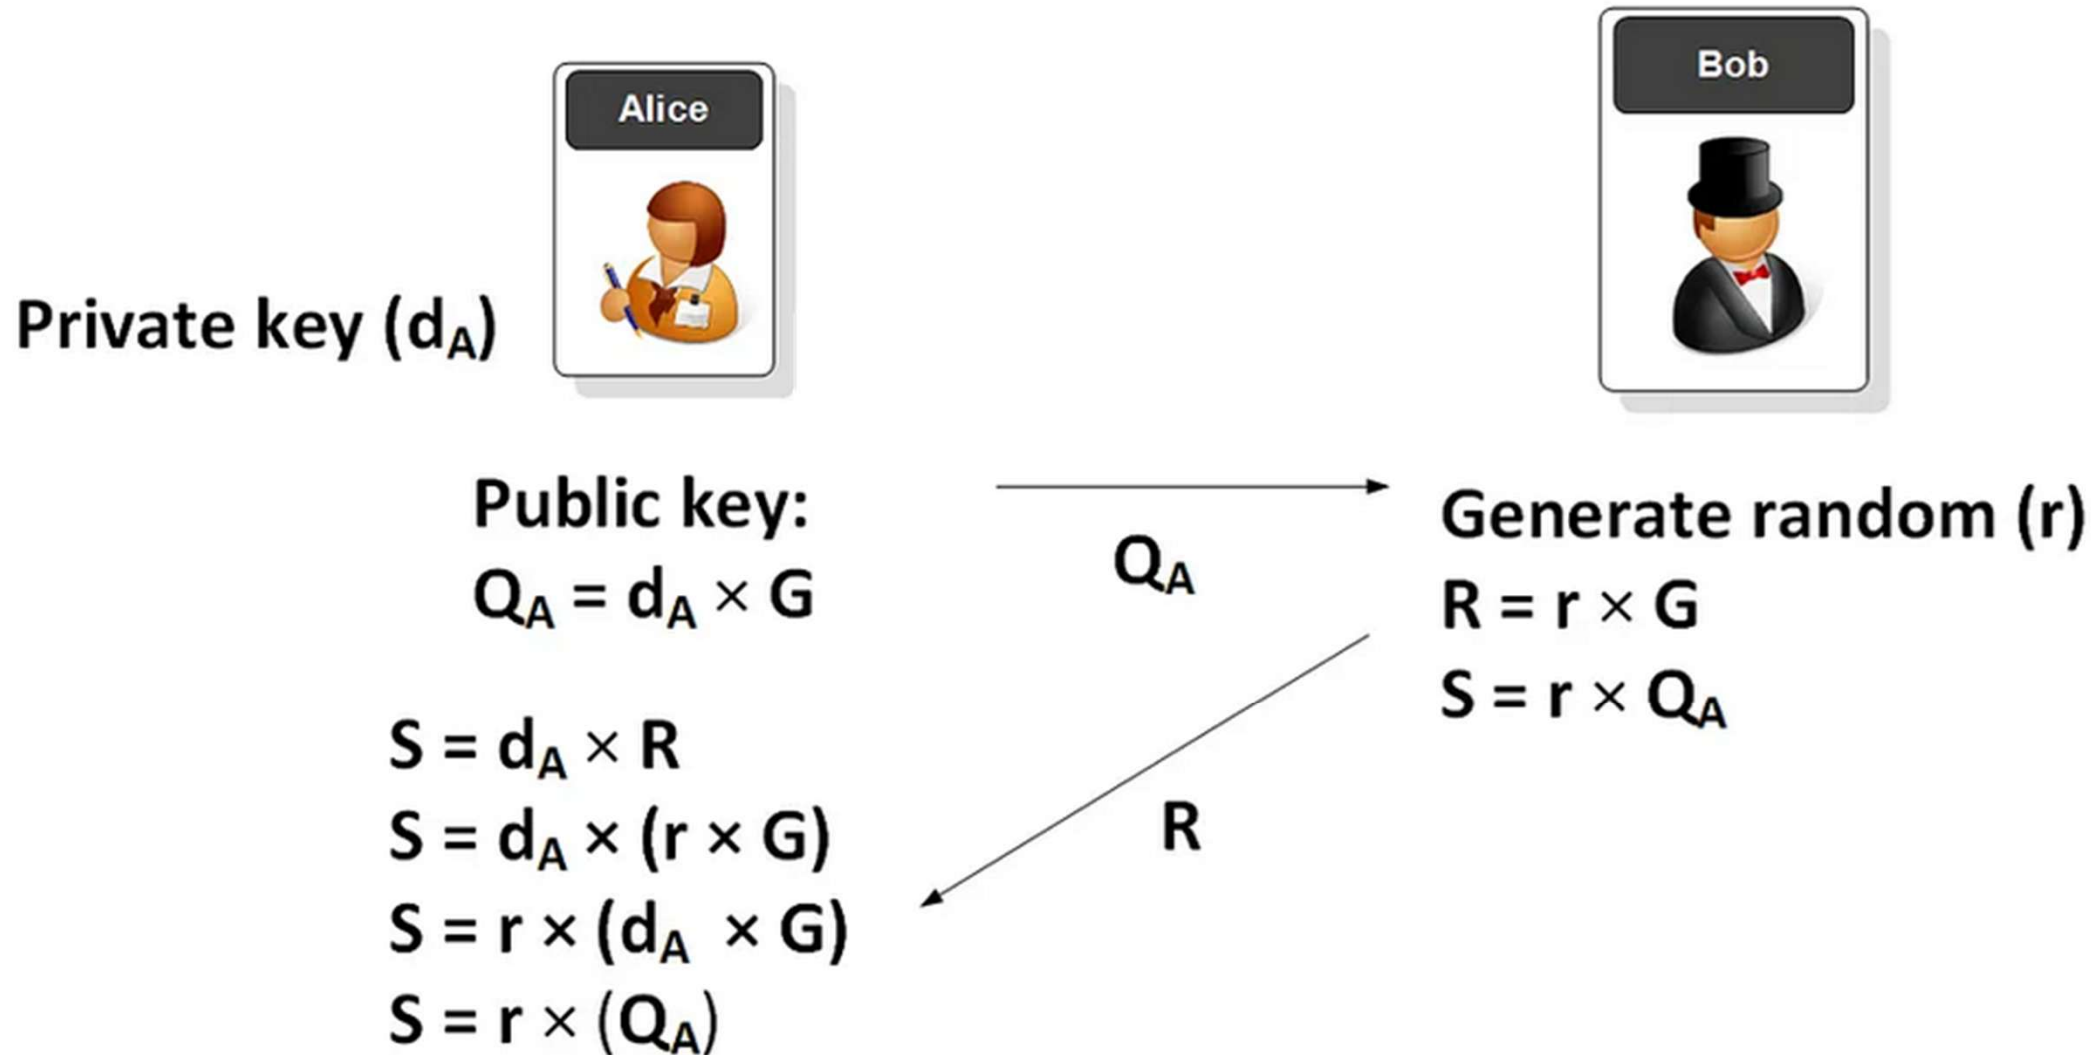 Alice
Bob
Private key (dA)
Public key:
QA = dA × G
QA
Generate random (r)
R = r × G
S = r × QA
S = dA × R
S = dA × (r × G)
S = r × (dA × G)
S = r × (QA)
R